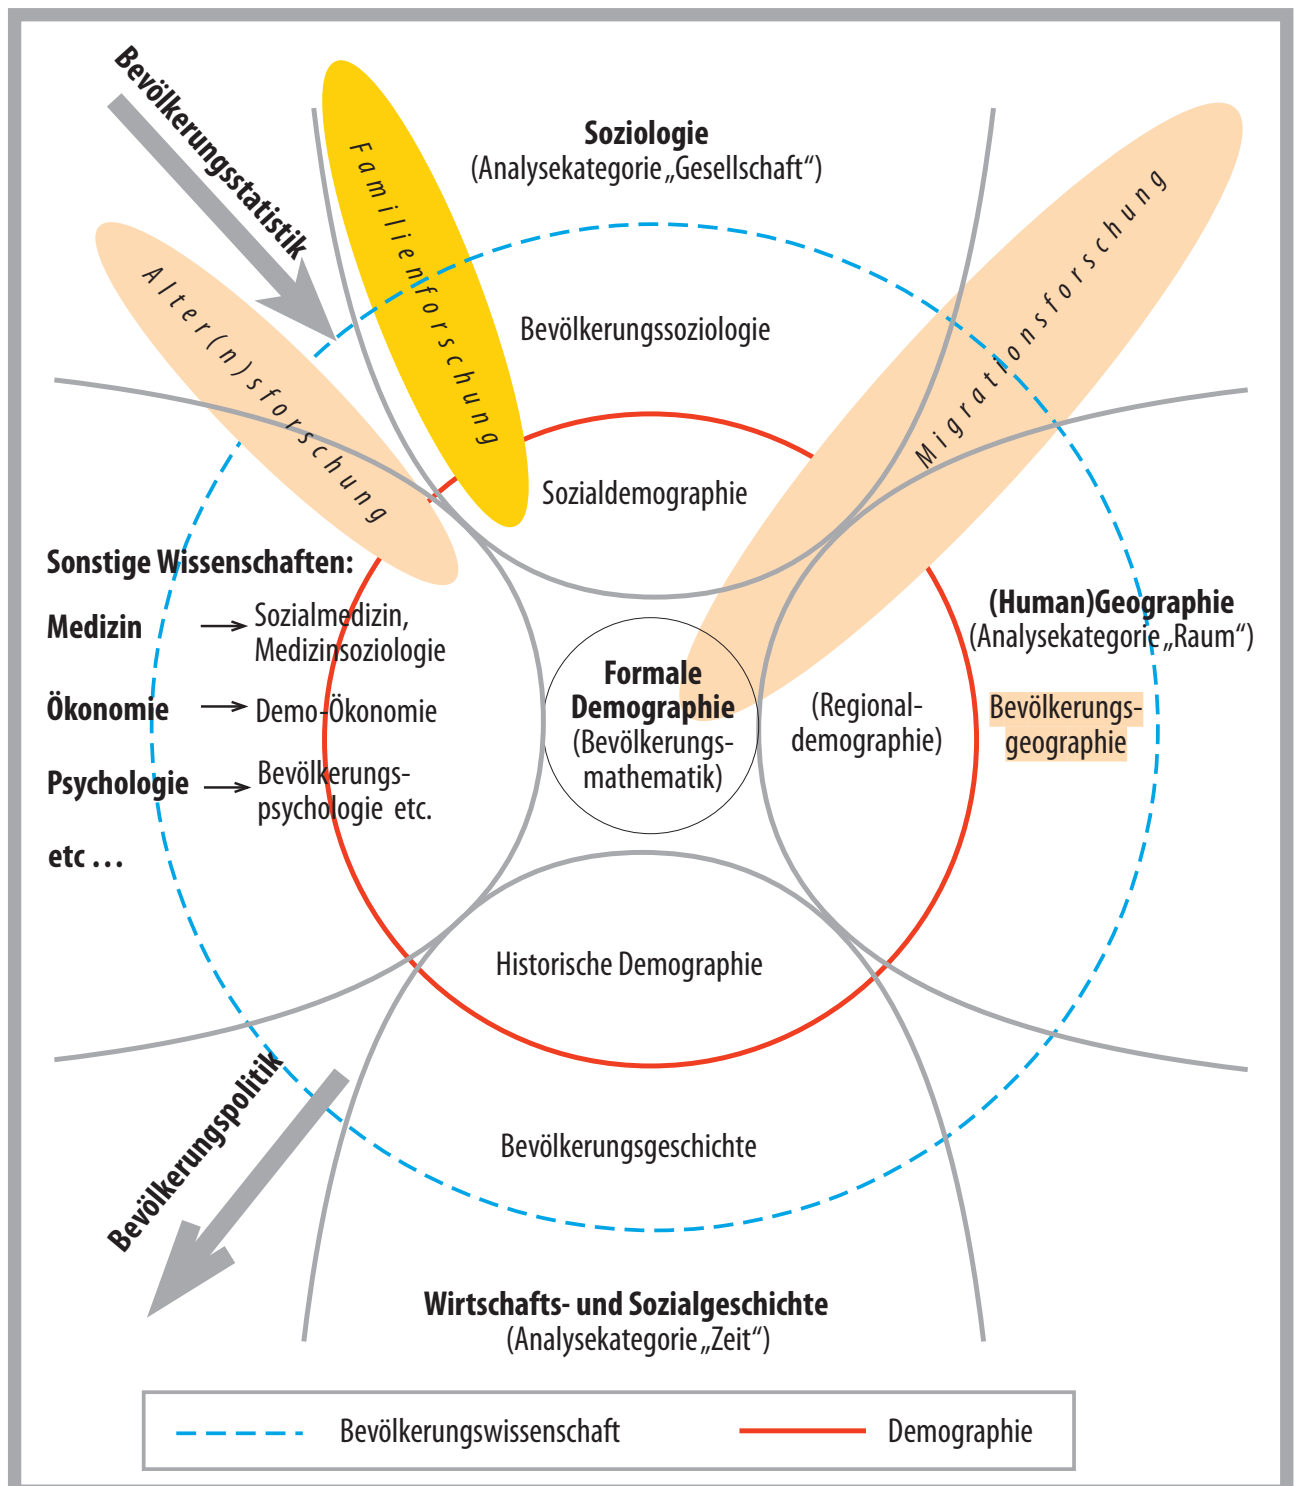 Bevölkerungsstatistik
Familienforschung
Soziologie
(Analysekategorie „Gesellschaft“)
Alter(n)sforschung
Migrationsforschung
Bevölkerungssoziologie
Sozialdemographie
Sonstige Wissenschaften:
Medizin
Sozialmedizin,
Medizinsoziologie
Ökonomie
Demo-Ökonomie
Psychologie
Bevölkerungs-
psychologie etc.
etc …
Formale
Demographie
(Bevölkerungs-
mathematik)
(Regional-
demographie)
(Human)Geographie
(Analysekategorie „Raum“)
Bevölkerungs-
geographie
Historische Demographie
Bevölkerungspolitik
Bevölkerungsgeschichte
Wirtschafts- und Sozialgeschichte
(Analysekategorie „Zeit“)
Bevölkerungswissenschaft
Demographie